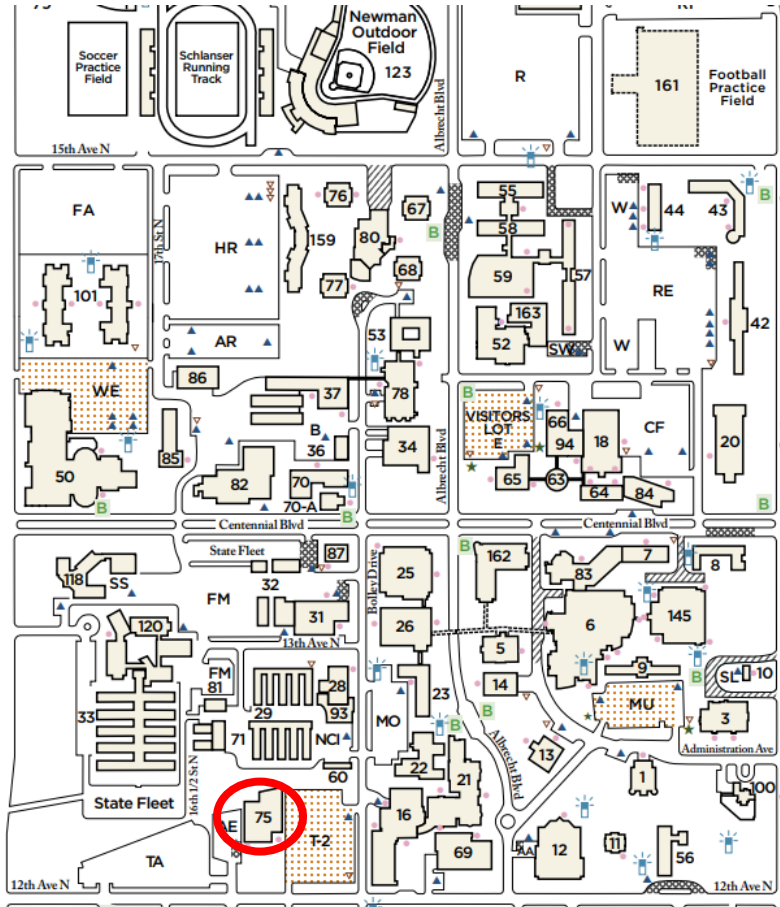 Newman
Outdoor
Field
123
Soccer
Practice
Field
Schlanser
Running
Track
R
161
Football
Practice
Field
Albrecht Blvd
15th Ave N
FA
17th St N
HR
159
76
80
67
B
77
68
55
58
59
57
163
52
SW
W
44
43
B
RE
W
42
101
AR
53
WE
86
37
78
B
36
34
Albrecht Blvd
B
VISITORS
LOT
E
66
94
18
CF
20
50
85
82
70
70-A
65
63
64
84
B
B
B
Centennial Blvd
Centennial Blvd
State Fleet
87
Bolley Drive
25
B
162
83
7
8
118
SS
32
FM
31
26
6
145
120
13th Ave N
5
9
SL
10
FM
81
28
93
29
14
23
B
B
MU
B
3
33
71
NCI
MO
Albrecht Blvd
13
Administration Ave
16 1/2 St N
60
22
21
1
100
State Fleet
75
AE
T-2
16
69
AA
12
11
56
TA
12th Ave N
12th Ave N